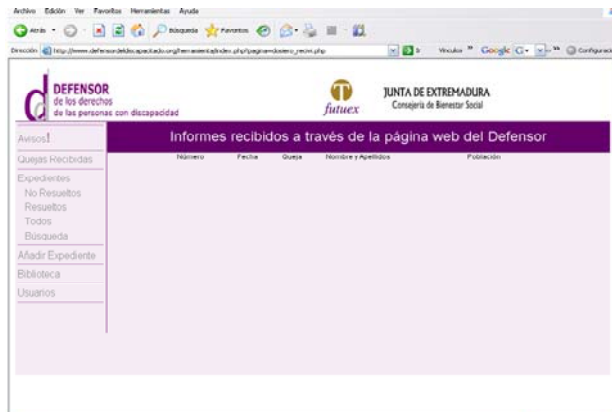 Archivo Edición Ver Favoritos Herramientas Ayuda
Atrás Búsqueda Favoritos
Dirección Ir Vínculos Google G
DEFENSOR
de los derechos
de las personas con discapacidad
futuex
JUNTA DE EXTREMADURA
Consejería de Bienestar Social
Avisos!
Informes recibidos a través de la página web del Defensor
Quejas Recibidas
Número Fecha Queja Nombre y Apellidos Población
Expedientes
No Resueltos
Resueltos
Todos
Búsqueda
Añadir Expediente
Biblioteca
Usuarios